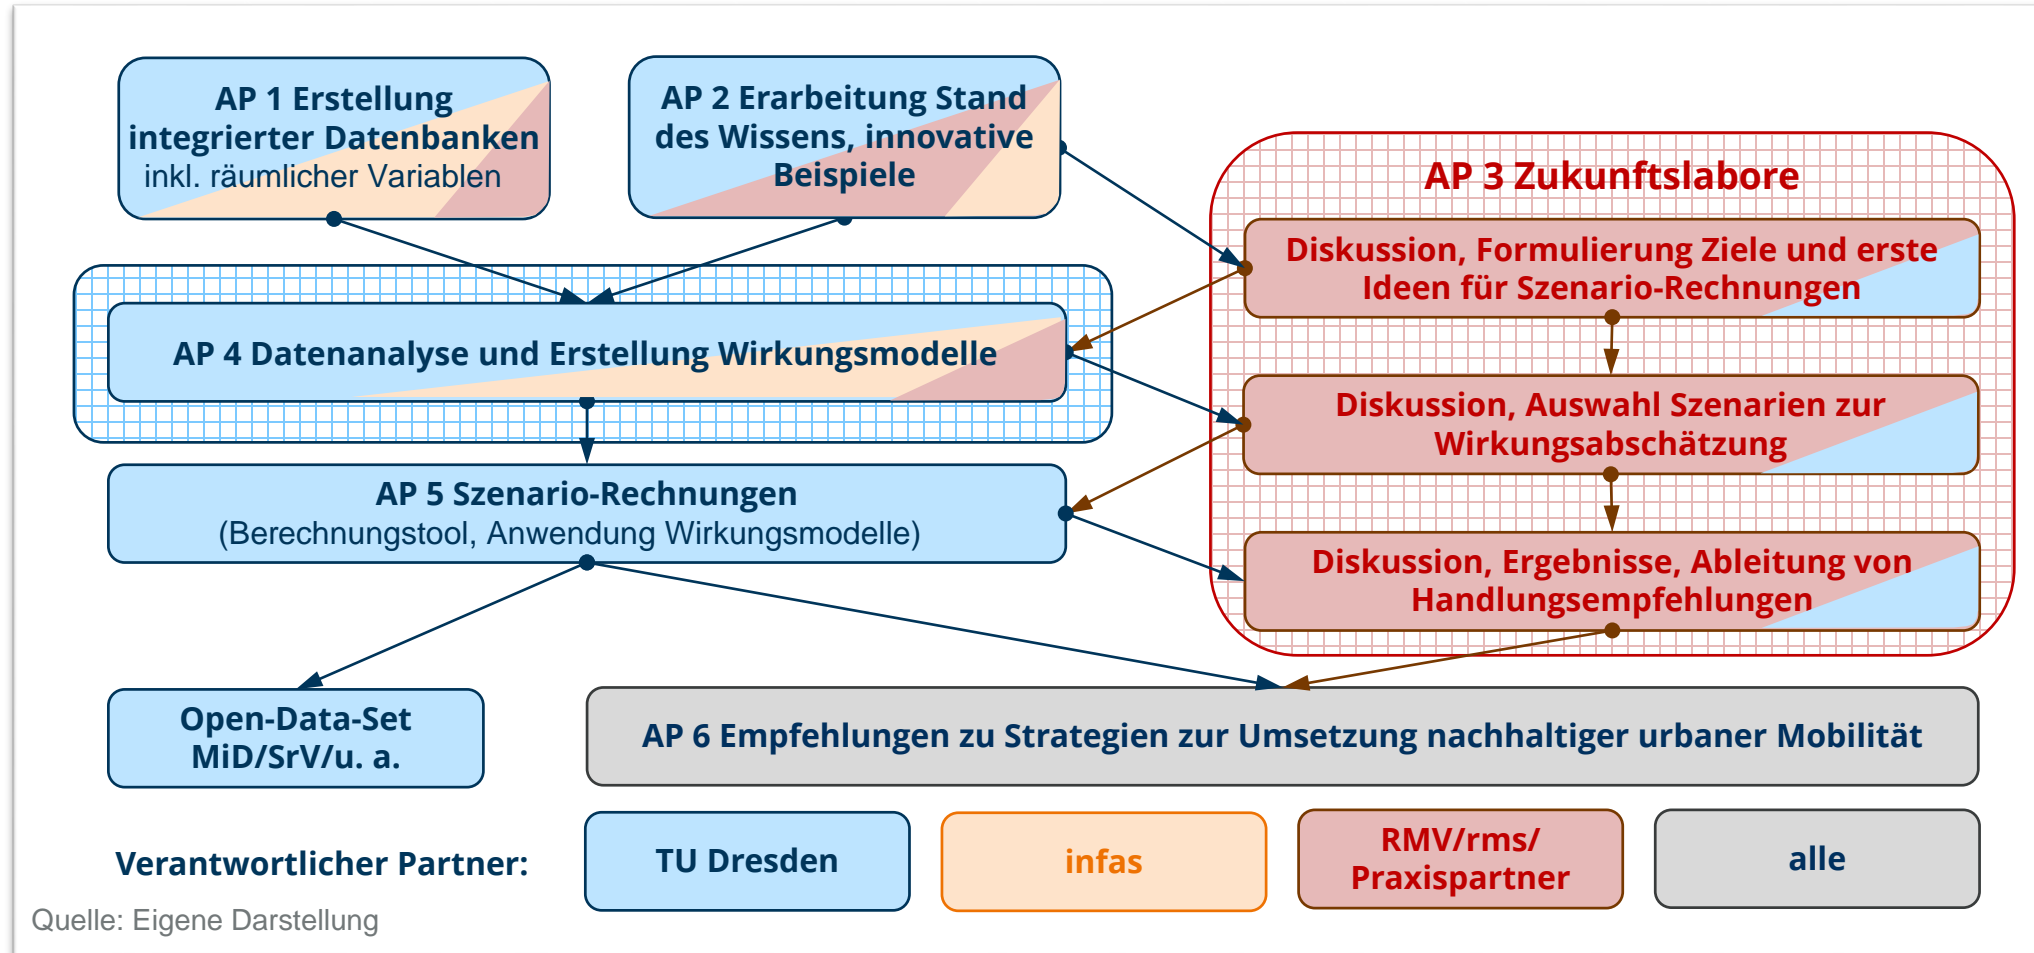 AP 1 Erstellung
integrierter Datenbanken
inkl. räumlicher Variablen
AP 2 Erarbeitung Stand
des Wissens, innovative
Beispiele
AP 3 Zukunftslabore
Diskussion, Formulierung Ziele und erste
Ideen für Szenario-Rechnungen
AP 4 Datenanalyse und Erstellung Wirkungsmodelle
Diskussion, Auswahl Szenarien zur
Wirkungsabschätzung
AP 5 Szenario-Rechnungen
(Berechnungstool, Anwendung Wirkungsmodelle)
Diskussion, Ergebnisse, Ableitung von
Handlungsempfehlungen
Open-Data-Set
MiD/SrV/u. a.
AP 6 Empfehlungen zu Strategien zur Umsetzung nachhaltiger urbaner Mobilität
Verantwortlicher Partner:
TU Dresden
infas
RMV/rms/
Praxispartner
alle
Quelle: Eigene Darstellung